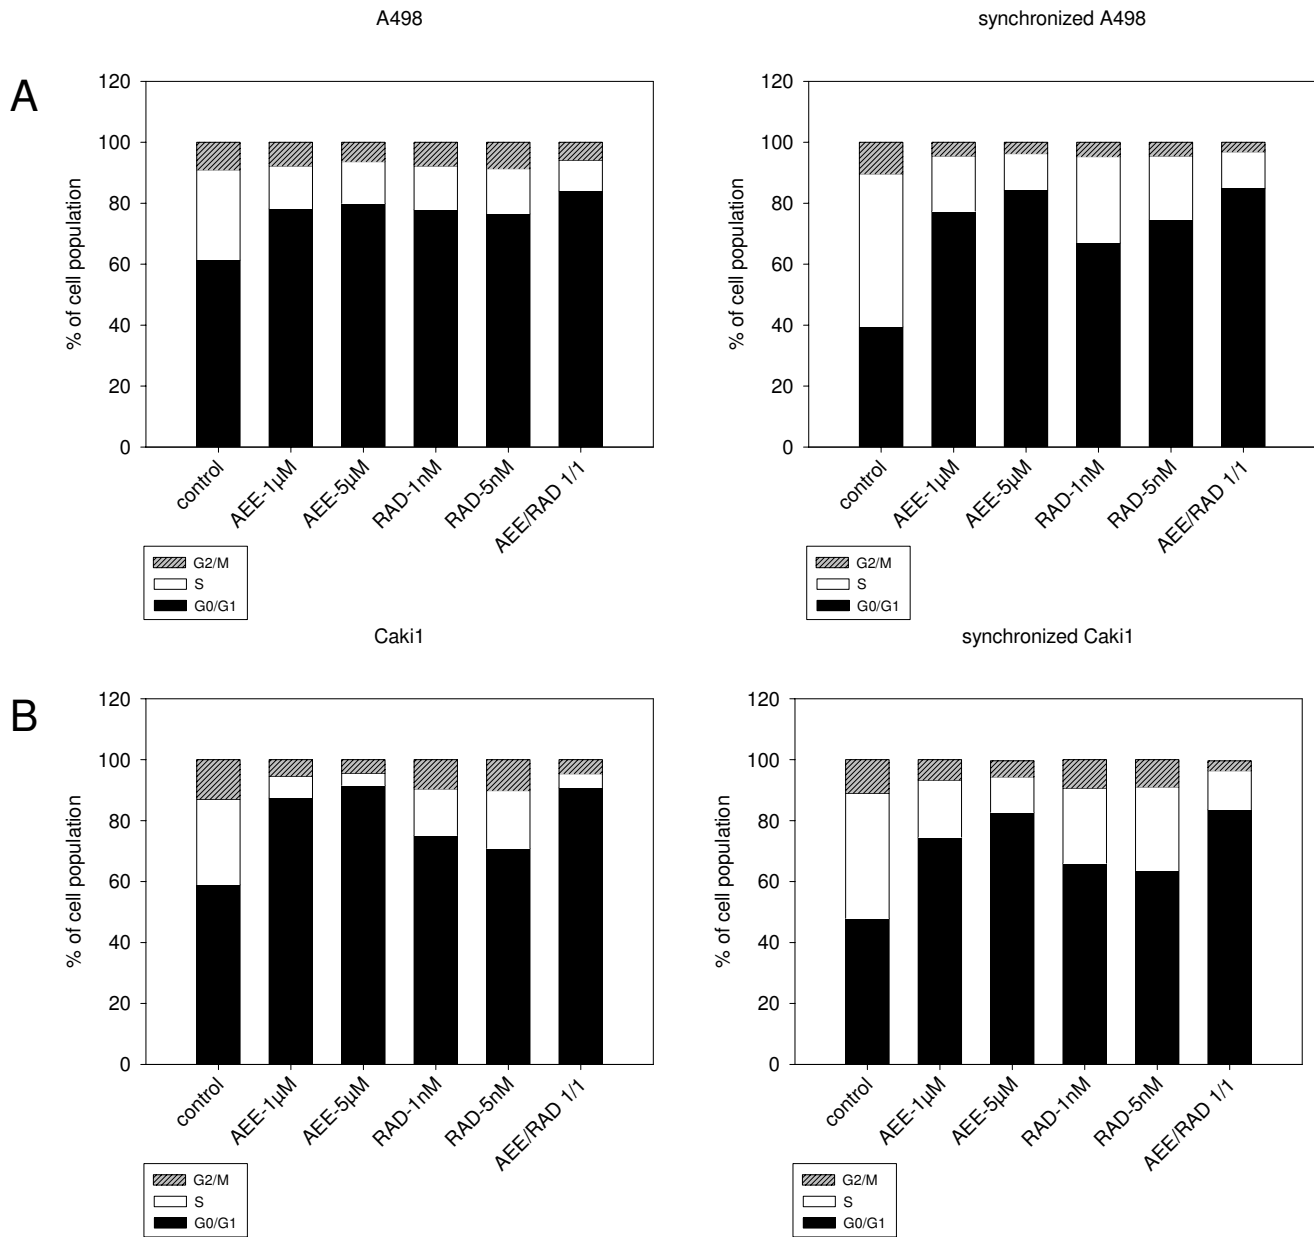 A498
synchronized A498
A
120
100
80
60
40
20
0
% of cell population
control
AEE-1µM
AEE-5µM
RAD-1nM
RAD-5nM
AEE/RAD 1/1
G2/M
S
G0/G1
120
100
80
60
40
20
0
% of cell population
control
AEE-1µM
AEE-5µM
RAD-1nM
RAD-5nM
AEE/RAD 1/1
G2/M
S
G0/G1
Caki1
synchronized Caki1
B
120
100
80
60
40
20
0
% of cell population
control
AEE-1µM
AEE-5µM
RAD-1nM
RAD-5nM
AEE/RAD 1/1
G2/M
S
G0/G1
120
100
80
60
40
20
0
% of cell population
control
AEE-1µM
AEE-5µM
RAD-1nM
RAD-5nM
AEE/RAD 1/1
G2/M
S
G0/G1